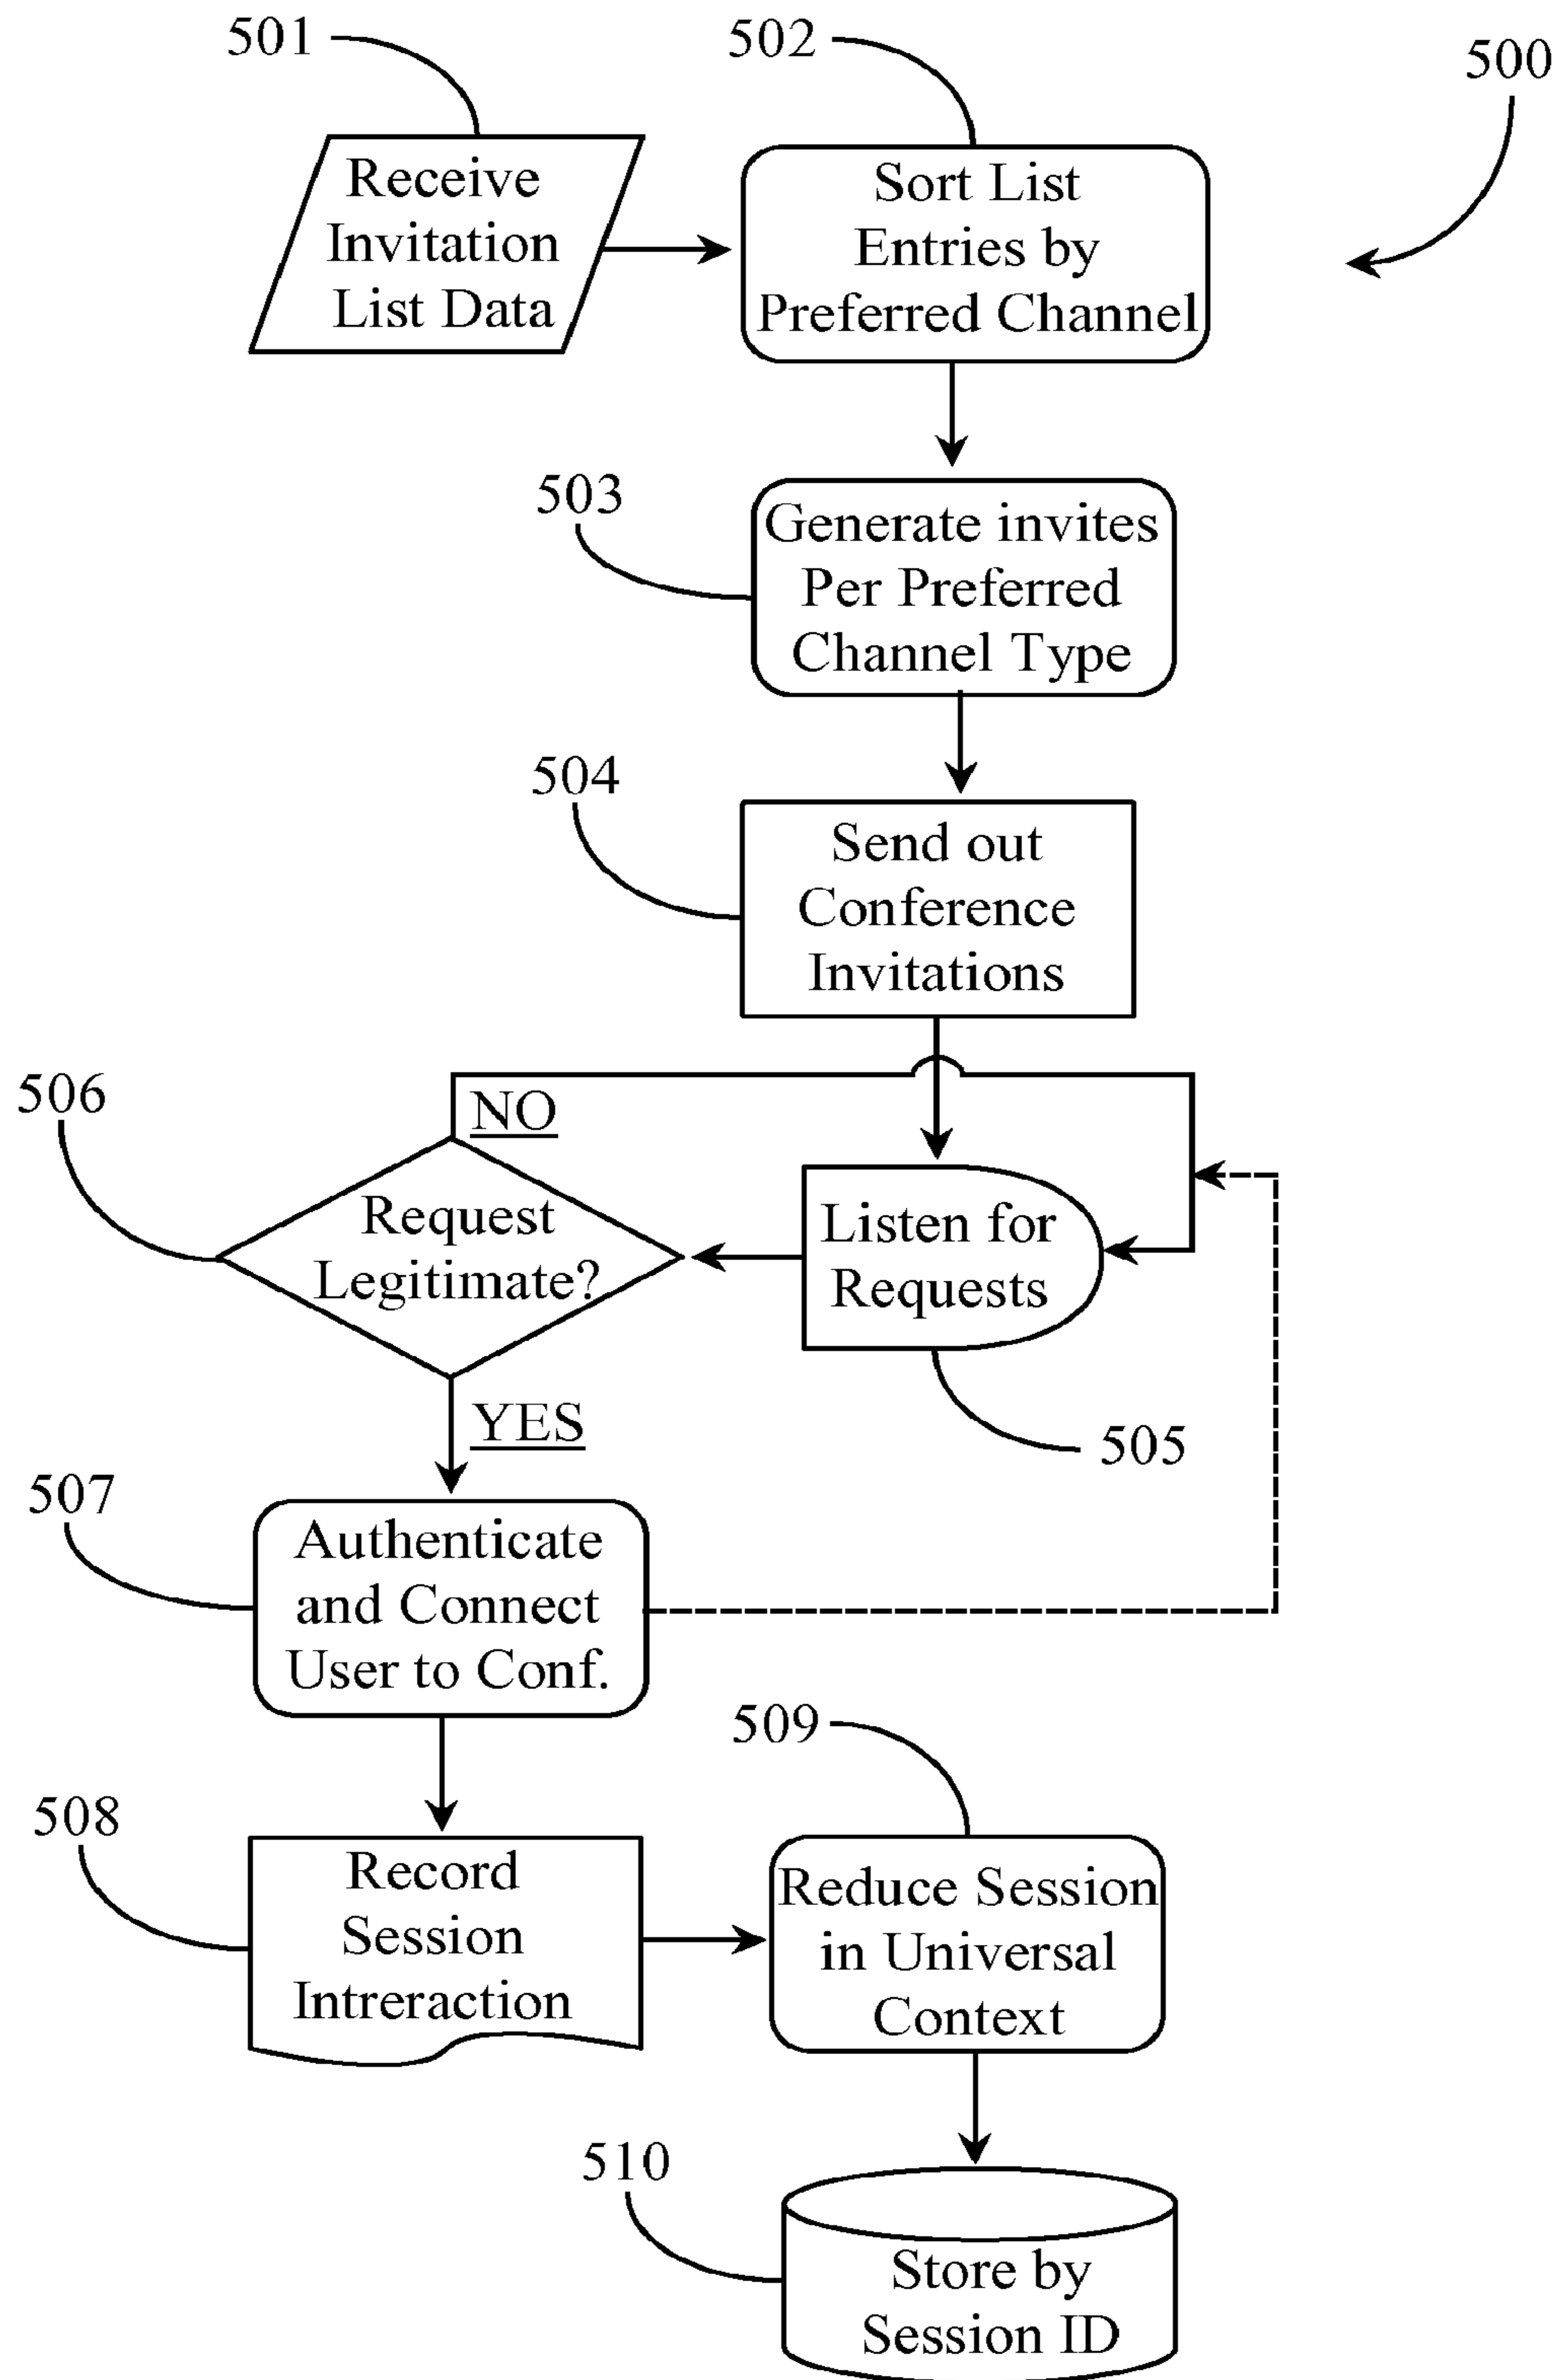 501
502
500
Receive
Invitation
List Data
Sort List
Entries by
Preferred Channel
503
Generate invites
Per Preferred
Channel Type
504
Send out
Conference
Invitations
506
NO
Request
Legitimate?
Listen for
Requests
YES
505
507
Authenticate
and Connect
User to Conf.
509
508
Record
Session
Intreraction
Reduce Session
in Universal
Context
510
Store by
Session ID